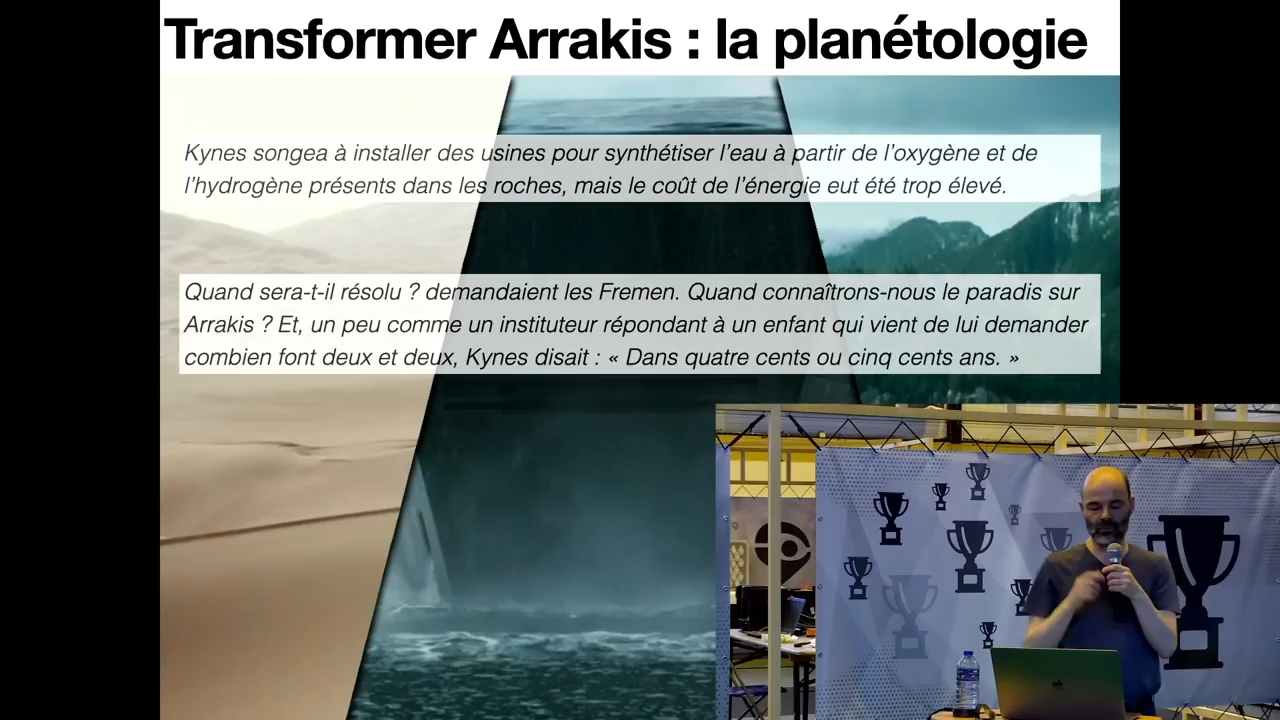 Transformer Arrakis : la planétologie
Kynes songea à installer des usines pour synthétiser l’eau à partir de l’oxygène et de
l’hydrogène présents dans les roches, mais le coût de l’énergie eut été trop élevé.
Quand sera-t-il résolu ? demandaient les Fremen. Quand connaîtrons-nous le paradis sur
Arrakis ? Et, un peu comme un instituteur répondant à un enfant qui vient de lui demander
combien font deux et deux, Kynes disait : « Dans quatre cents ou cinq cents ans. »